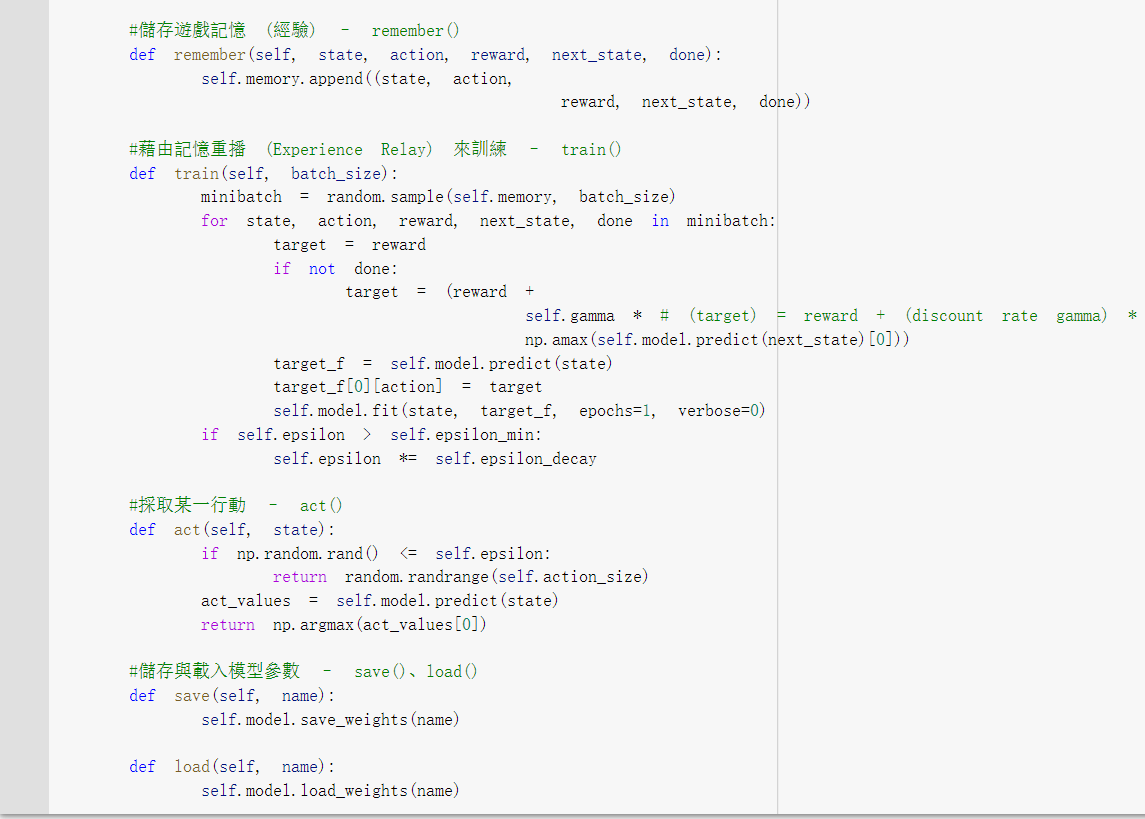 #儲存遊戲記憶 (經驗) - remember()
def remember(self, state, action, reward, next_state, done):
self.memory.append((state, action,
reward, next_state, done))
#藉由記憶重播 (Experience Relay) 來訓練 - train()
def train(self, batch_size):
minibatch = random.sample(self.memory, batch_size)
for state, action, reward, next_state, done in minibatch:
target = reward
if not done:
target = (reward +
self.gamma * # (target) = reward + (discount rate gamma) *
np.amax(self.model.predict(next_state)[0]))
target_f = self.model.predict(state)
target_f[0][action] = target
self.model.fit(state, target_f, epochs=1, verbose=0)
if self.epsilon > self.epsilon_min:
self.epsilon *= self.epsilon_decay
#採取某一行動 - act()
def act(self, state):
if np.random.rand() <= self.epsilon:
return random.randrange(self.action_size)
act_values = self.model.predict(state)
return np.argmax(act_values[0])
#儲存與載入模型參數 - save()、load()
def save(self, name):
self.model.save_weights(name)
def load(self, name):
self.model.load_weights(name)